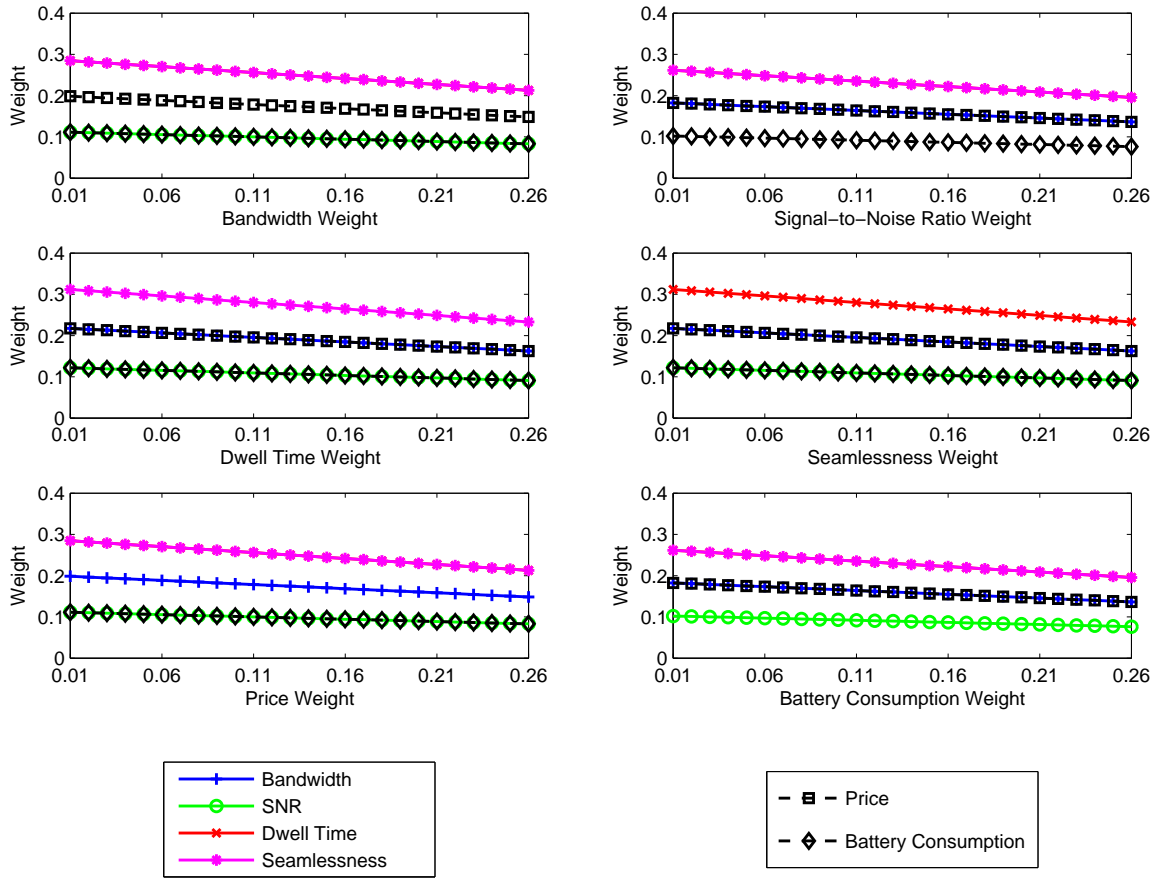 0.4
0.3
0.2
0.1
0
Weight
0.01 0.06 0.11 0.16 0.21 0.26
Bandwidth Weight
0.4
0.3
0.2
0.1
0
Weight
0.01 0.06 0.11 0.16 0.21 0.26
Signal−to−Noise Ratio Weight
0.4
0.3
0.2
0.1
0
Weight
0.01 0.06 0.11 0.16 0.21 0.26
Dwell Time Weight
0.4
0.3
0.2
0.1
0
Weight
0.01 0.06 0.11 0.16 0.21 0.26
Seamlessness Weight
0.4
0.3
0.2
0.1
0
Weight
0.01 0.06 0.11 0.16 0.21 0.26
Price Weight
0.4
0.3
0.2
0.1
0
Weight
0.01 0.06 0.11 0.16 0.21 0.26
Battery Consumption Weight
Bandwidth
SNR
Dwell Time
Seamlessness
Price
Battery Consumption